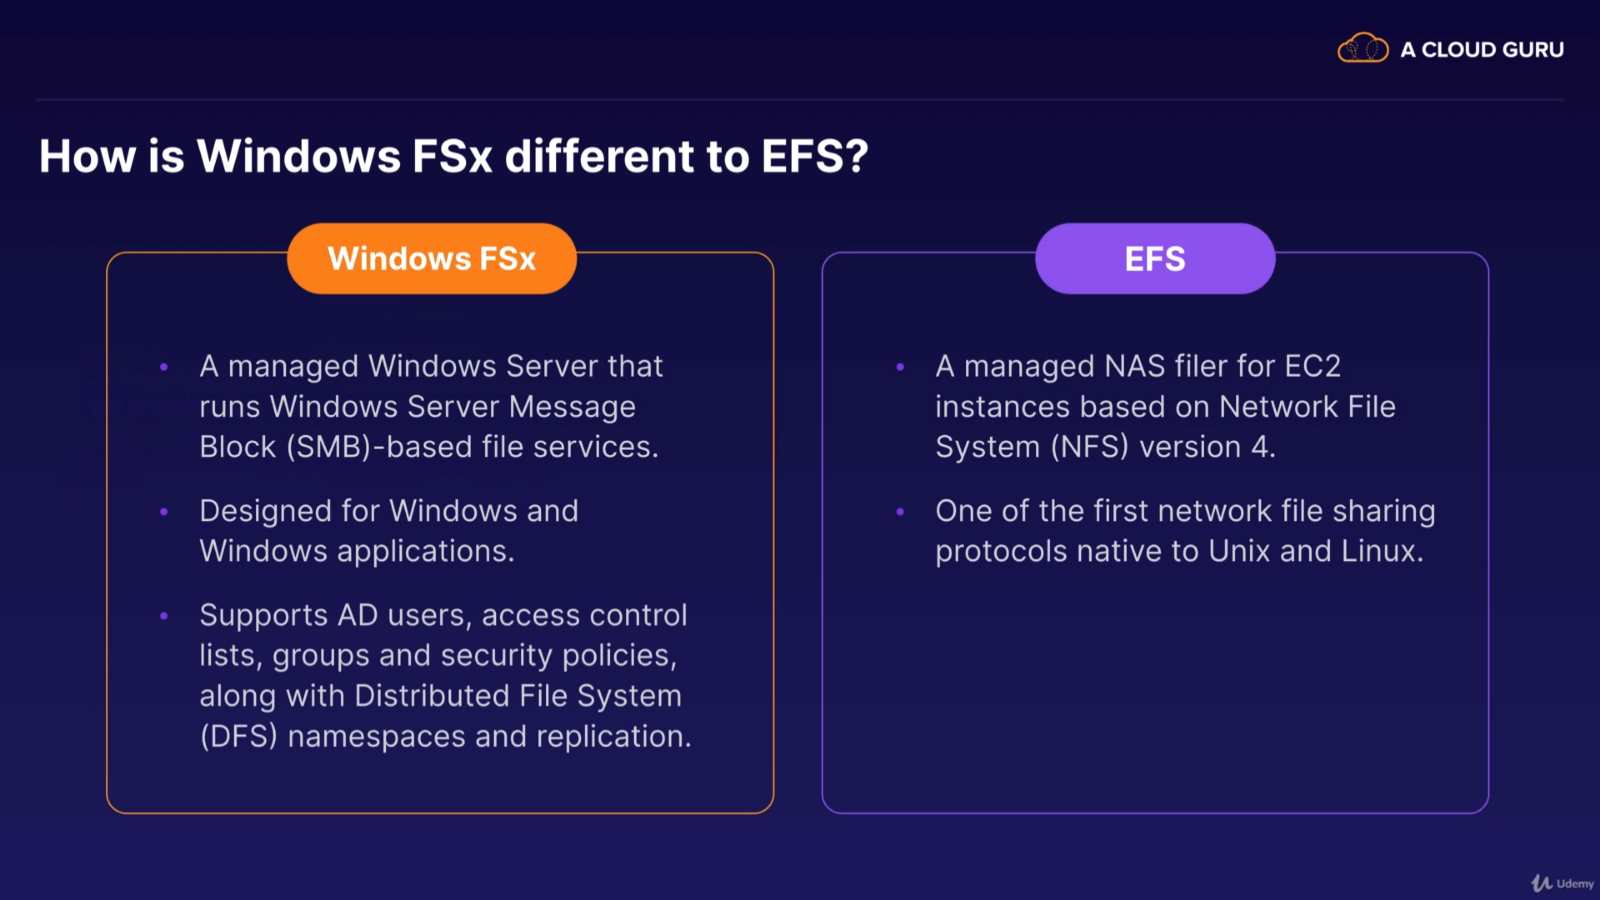 A CLOUD GURU
How is Windows FSx different to EFS?
Windows FSx
• A managed Windows Server that
runs Windows Server Message
Block (SMB)-based file services.
• Designed for Windows and
Windows applications.
• Supports AD users, access control
lists, groups and security policies,
along with Distributed File System
(DFS) namespaces and replication.
EFS
• A managed NAS filer for EC2
instances based on Network File
System (NFS) version 4.
• One of the first network file sharing
protocols native to Unix and Linux.
Udemy